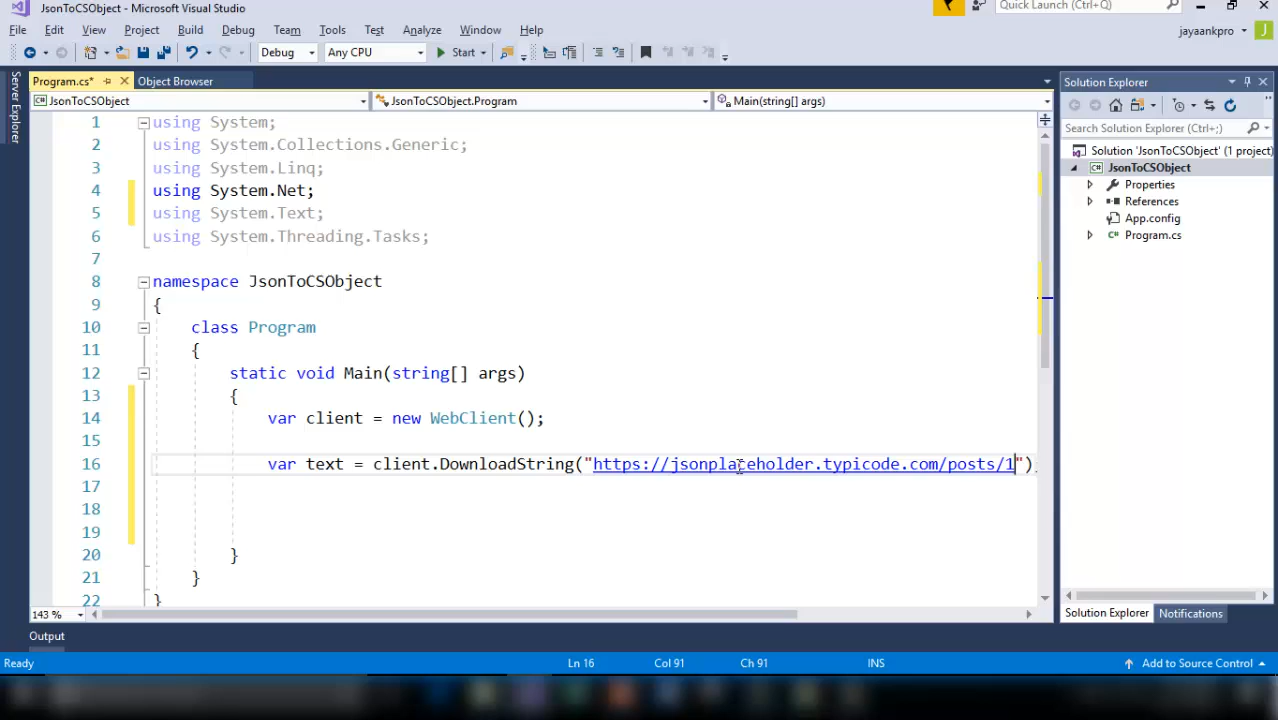 JsonToCSObject - Microsoft Visual Studio
Quick Launch (Ctrl+;)
File Edit View Project Build Debug Team Tools Test Analyze Window Help
jayaankpro J
Debug Any CPU Start
Server Explorer
Program.cs* Object Browser
JsonToCSObject JsonToCSObject.Program Main(string[] args)
1 using System;
2 using System.Collections.Generic;
3 using System.Linq;
4 using System.Net;
5 using System.Text;
6 using System.Threading.Tasks;
7
8 namespace JsonToCSObject
9 {
10 class Program
11 {
12 static void Main(string[] args)
13 {
14 var client = new WebClient();
15
16 var text = client.DownloadString("https://jsonplaceholder.typicode.com/posts/1")
17
18
19
20 }
21 }
22 }
143 %
Solution Explorer
Search Solution Explorer (Ctrl+;)
Solution 'JsonToCSObject' (1 project)
JsonToCSObject
Properties
References
App.config
C# Program.cs
Solution Explorer Notifications
Output
Ready Ln 16 Col 91 Ch 91 INS Add to Source Control